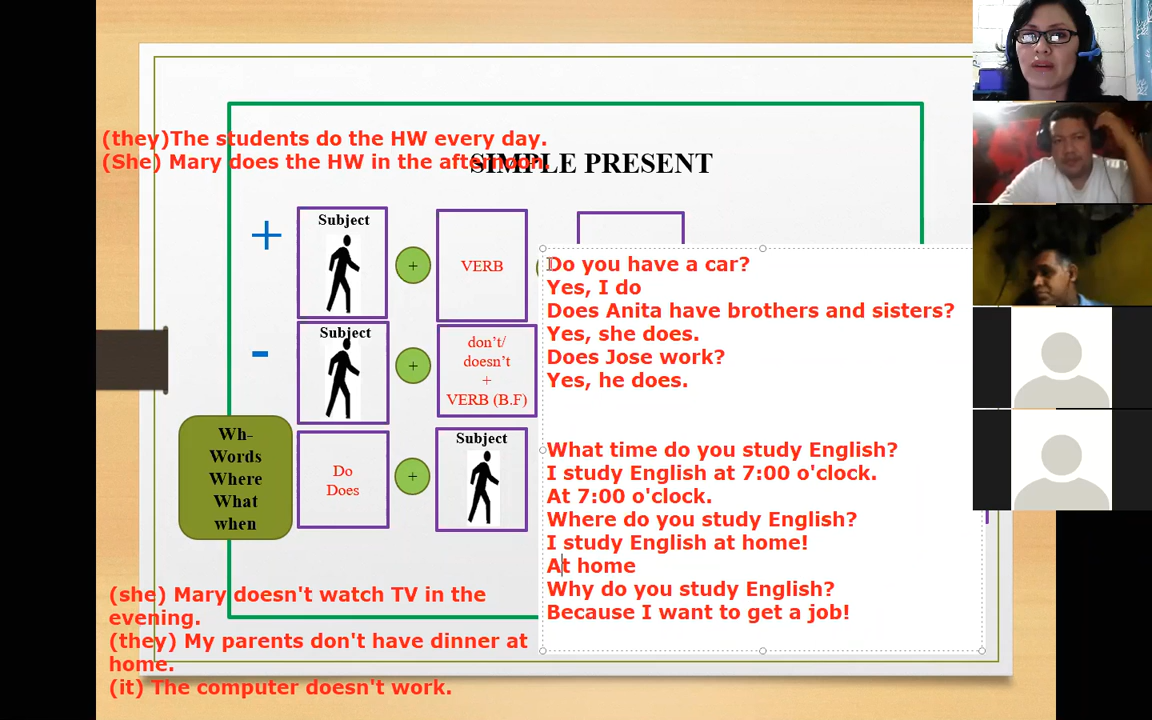 (they)The students do the HW every day.
(She) Mary does the HW in the afternoon.
SIMPLE PRESENT
+
Subject
+
VERB
-
Subject
+
don't/
doesn't
+
VERB (B.F)
Wh-
Words
Where
What
when
Do
Does
+
Subject
Do you have a car?
Yes, I do
Does Anita have brothers and sisters?
Yes, she does.
Does Jose work?
Yes, he does.
What time do you study English?
I study English at 7:00 o'clock.
At 7:00 o'clock.
Where do you study English?
I study English at home!
At home
Why do you study English?
Because I want to get a job!
(she) Mary doesn't watch TV in the
evening.
(they) My parents don't have dinner at
home.
(it) The computer doesn't work.